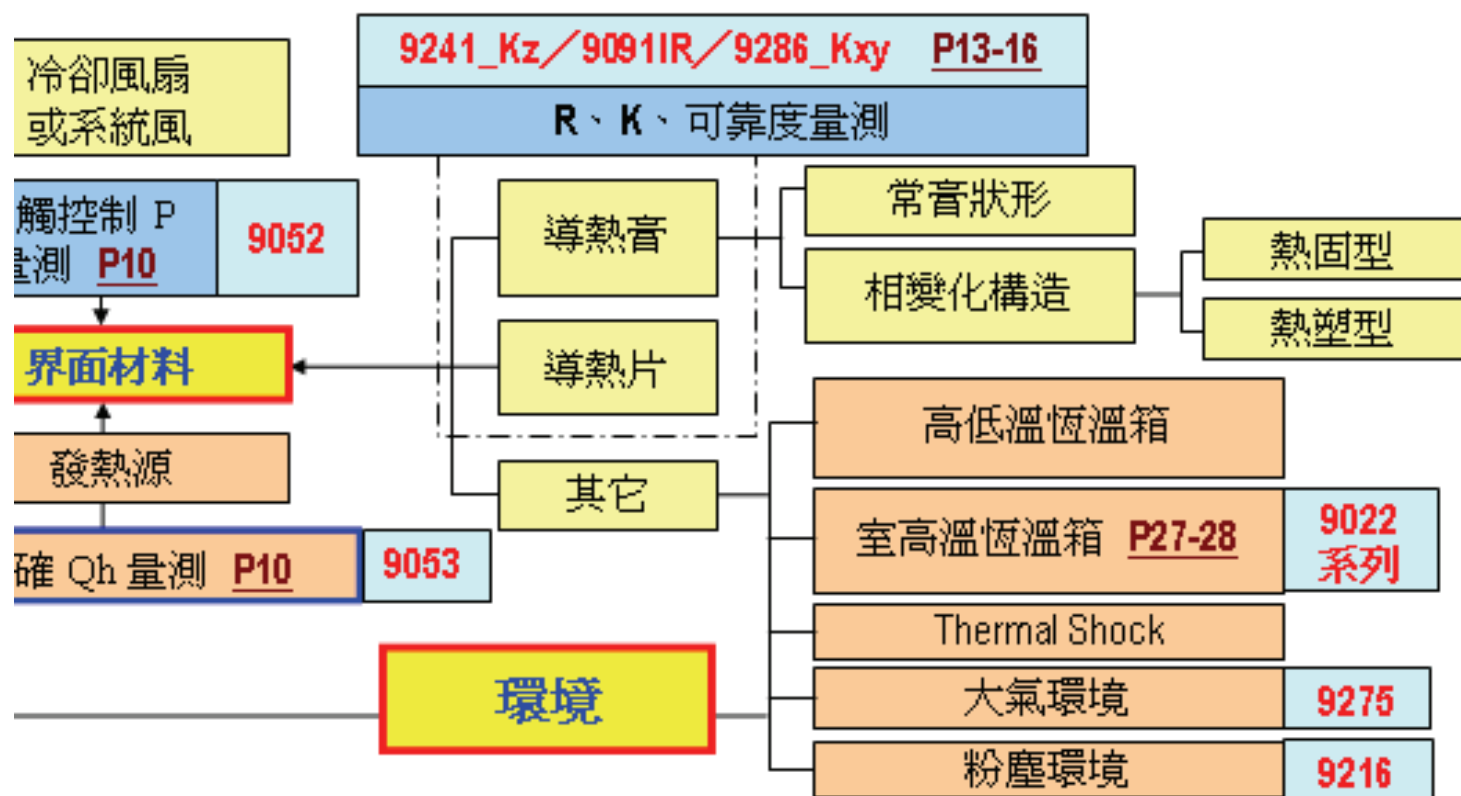 冷卻風扇
或系統風
9241_Kz／9091IR／9286_Kxy P13-16
R、K、可靠度量測
觸控制 P
量測 P10
9052
導熱膏
常膏狀形
相變化構造
熱固型
熱塑型
界面材料
導熱片
發熱源
其它
確 Qh 量測 P10
9053
高低溫恆溫箱
室高溫恆溫箱 P27-28
9022
系列
Thermal Shock
環境
大氣環境
9275
粉塵環境
9216